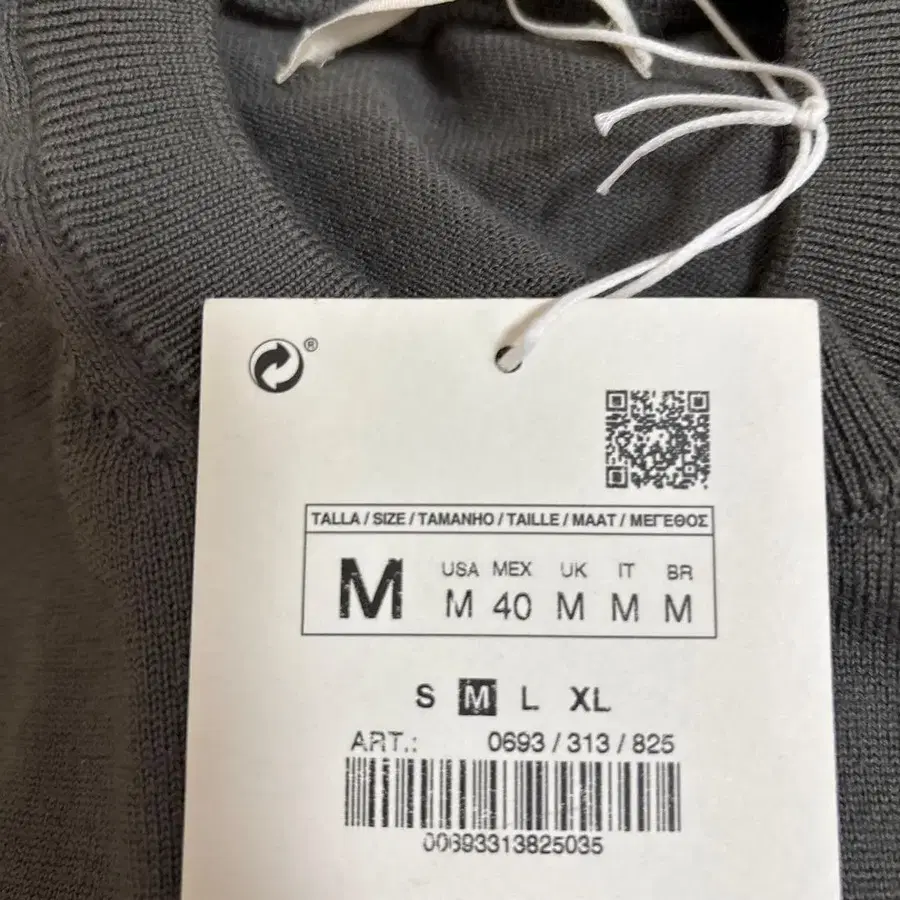 ®
TALLA / SIZE / TAMANHO / TAILLE / MAAT / ΜΕΓΕΘΟΣ
M
USA MEX UK IT BR
M 40 M M M
S M L XL
ART.: 0693 / 313 / 825
00693313825035